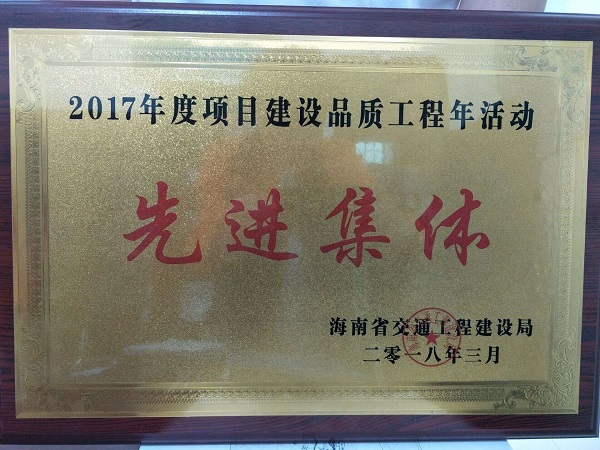 2017年度项目建设品质工程年活动
先进集体
海南省交通工程建设局
二零一八年三月